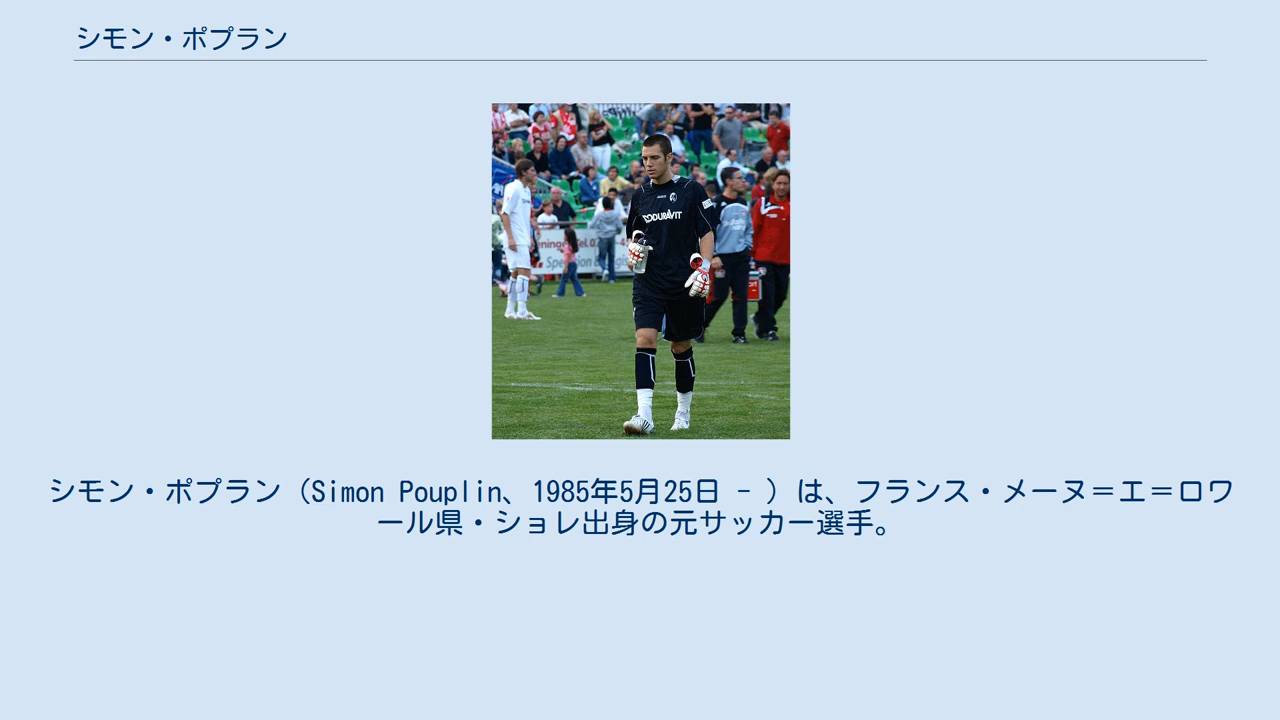 シモン・ポプラン
DURAVIT
シモン・ポプラン（Simon Pouplin、1985年5月25日 - ）は、フランス・メーヌ＝エ＝ロワ
ール県・ショレ出身の元サッカー選手。